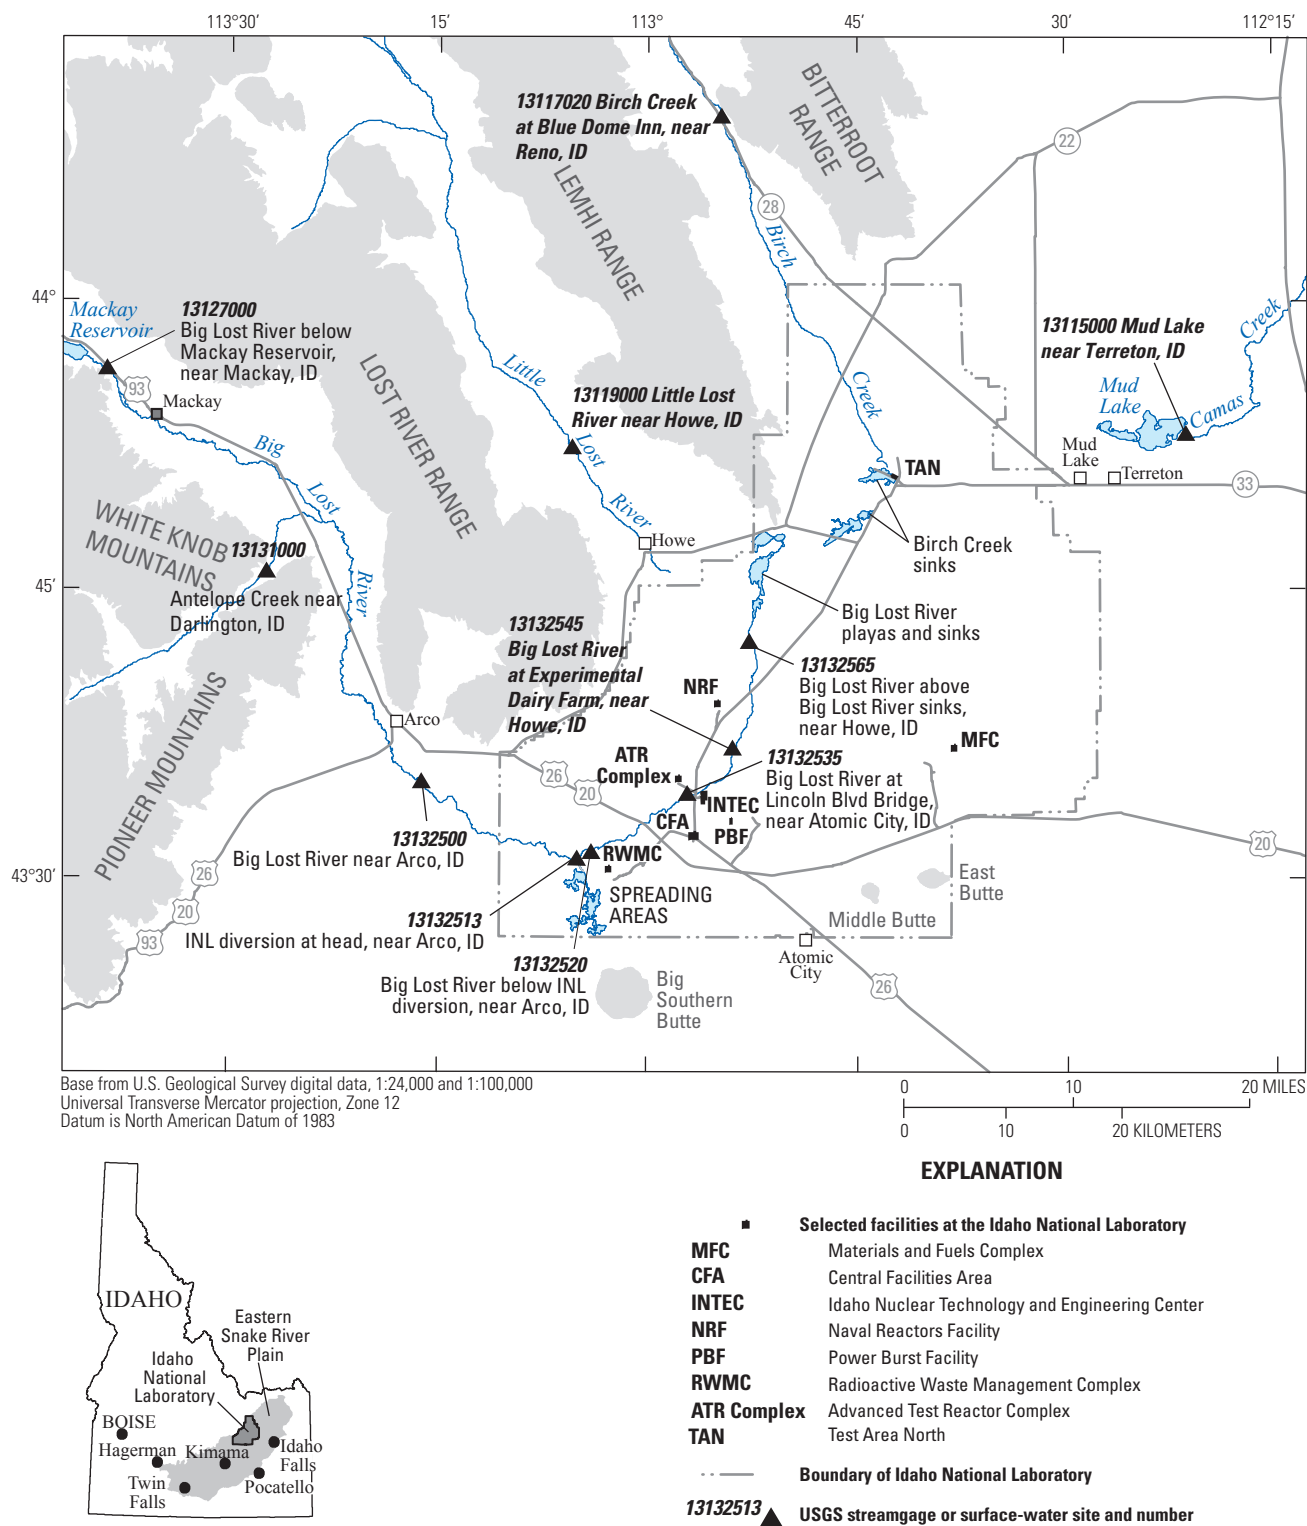 113°30'
15'
113°
45'
30'
112°15'
44°
45'
43°30'
13117020 Birch Creek
at Blue Dome Inn, near
Reno, ID
BITTERROOT
RANGE
22
LEMHI RANGE
28
Birch
Creek
Mackay
Reservoir
13127000
Big Lost River below
Mackay Reservoir,
near Mackay, ID
93
Mackay
LOST RIVER RANGE
Little
Lost
River
13119000 Little Lost
River near Howe, ID
13115000 Mud Lake
near Terreton, ID
Creek
Camas
Mud
Lake
Mud
Lake
Terreton
33
TAN
Big
Lost
River
WHITE KNOB
MOUNTAINS
13131000
Antelope Creek near
Darlington, ID
Howe
Birch Creek
sinks
Big Lost River
playas and sinks
13132545
Big Lost River
at Experimental
Dairy Farm, near
Howe, ID
13132565
Big Lost River above
Big Lost River sinks,
near Howe, ID
NRF
MFC
PIONEER MOUNTAINS
Arco
ATR
Complex
26
20
13132535
Big Lost River at
Lincoln Blvd Bridge,
near Atomic City, ID
INTEC
CFA
PBF
RWMC
13132500
Big Lost River near Arco, ID
20
26
20
93
SPREADING
AREAS
East
Butte
Middle Butte
13132513
INL diversion at head, near Arco, ID
13132520
Big Lost River below INL
diversion, near Arco, ID
Big
Southern
Butte
Atomic
City
26
Base from U.S. Geological Survey digital data, 1:24,000 and 1:100,000
Universal Transverse Mercator projection, Zone 12
Datum is North American Datum of 1983
0
10
20 MILES
0
10
20 KILOMETERS
IDAHO
Eastern
Snake River
Plain
Idaho
National
Laboratory
BOISE
Hagerman
Kimama
Idaho
Falls
Twin
Falls
Pocatello
EXPLANATION
Selected facilities at the Idaho National Laboratory
MFC Materials and Fuels Complex
CFA Central Facilities Area
INTEC Idaho Nuclear Technology and Engineering Center
NRF Naval Reactors Facility
PBF Power Burst Facility
RWMC Radioactive Waste Management Complex
ATR Complex Advanced Test Reactor Complex
TAN Test Area North
Boundary of Idaho National Laboratory
13132513 USGS streamgage or surface-water site and number